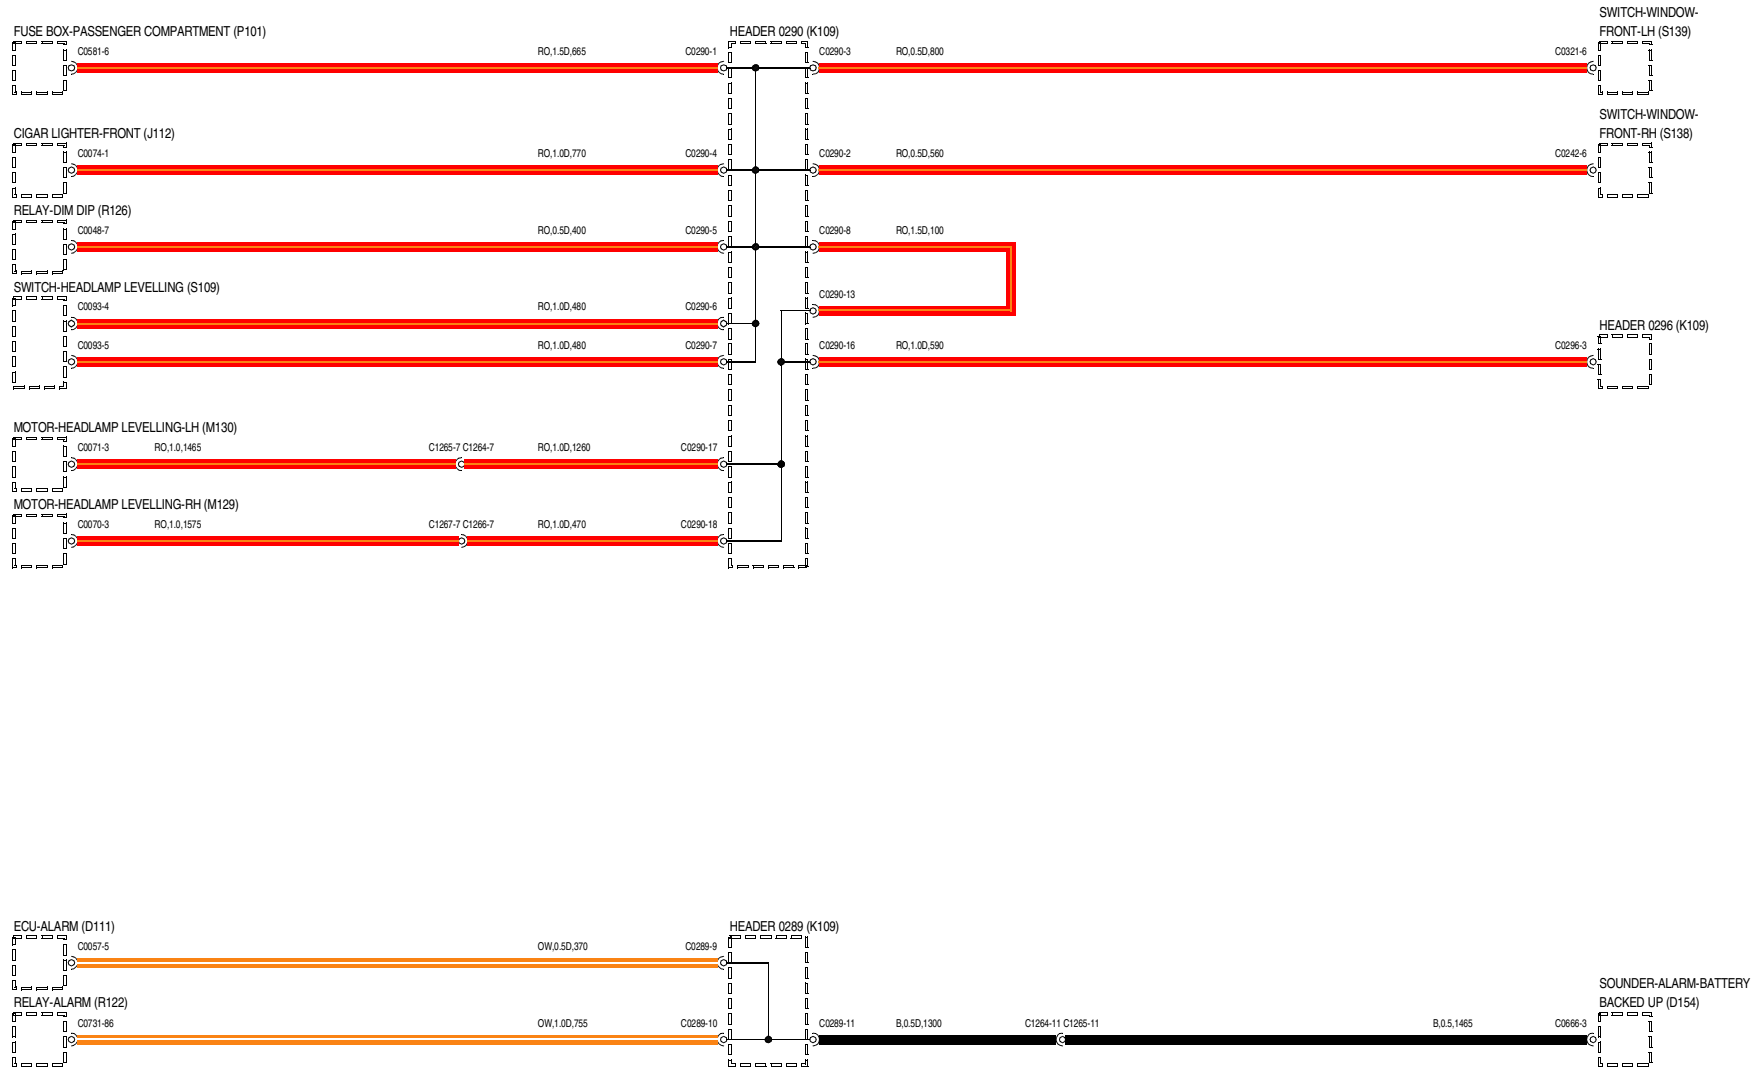 SWITCH-WINDOW-
FUSE BOX-PASSENGER COMPARTMENT (P101)
HEADER 0290 (K109)
FRONT-LH (S139)
C0581-6
RO,1.5D,665
C0290-1
C0290-3
RO,0.5D,800
C0321-6
SWITCH-WINDOW-
CIGAR LIGHTER-FRONT (J112)
FRONT-RH (S138)
C0074-1
RO,1.0D,770
C0290-4
C0290-2
RO,0.5D,560
C0242-6
RELAY-DIM DIP (R126)
C0048-7
RO,0.5D,400
C0290-5
C0290-8
RO,1.5D,100
SWITCH-HEADLAMP LEVELLING (S109)
C0290-13
C0093-4
RO,1.0D,480
C0290-6
HEADER 0296 (K109)
C0093-5
RO,1.0D,480
C0290-7
C0290-16
RO,1.0D,590
C0296-3
MOTOR-HEADLAMP LEVELLING-LH (M130)
C0071-3
RO,1.0,1465
C1265-7 C1264-7
RO,1.0D,1260
C0290-17
MOTOR-HEADLAMP LEVELLING-RH (M129)
C0070-3
RO,1.0,1575
C1267-7 C1266-7
RO,1.0D,470
C0290-18
ECU-ALARM (D111)
HEADER 0289 (K109)
C0057-5
OW,0.5D,370
C0289-9
SOUNDER-ALARM-BATTERY
RELAY-ALARM (R122)
BACKED UP (D154)
C0731-86
OW,1.0D,755
C0289-10
C0289-11
B,0.5D,1300
C1264-11 C1265-11
B,0.5,1465
C0666-3